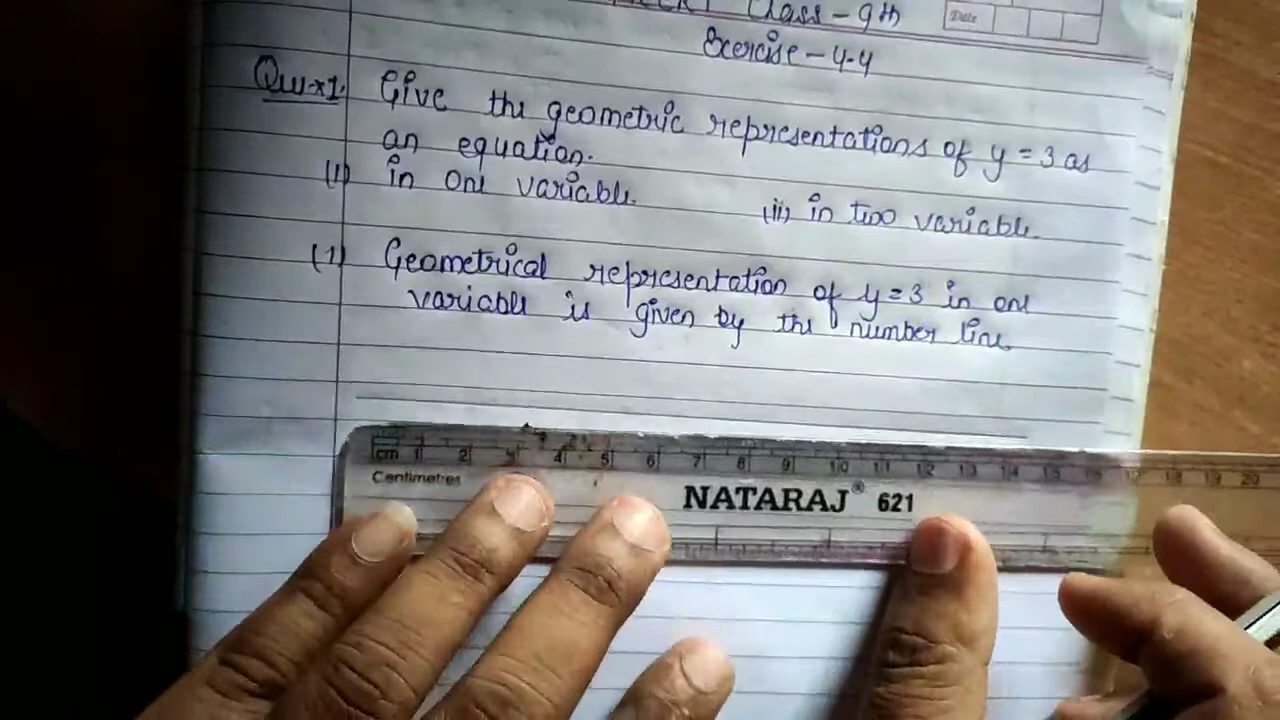 Class-9th
Date
Exercise-4.4
Que×1. Give the geometric representations of y = 3 as
an equation.
(i) in one variable. (ii) in two variable.
(i) Geometrical representation of y = 3 in one
variable is given by the number line.
cm 1 2 3 4 5 6 7 8 9 10 11 12 13 14 15 17 18 19 20
Centimetres
NATARAJ® 621